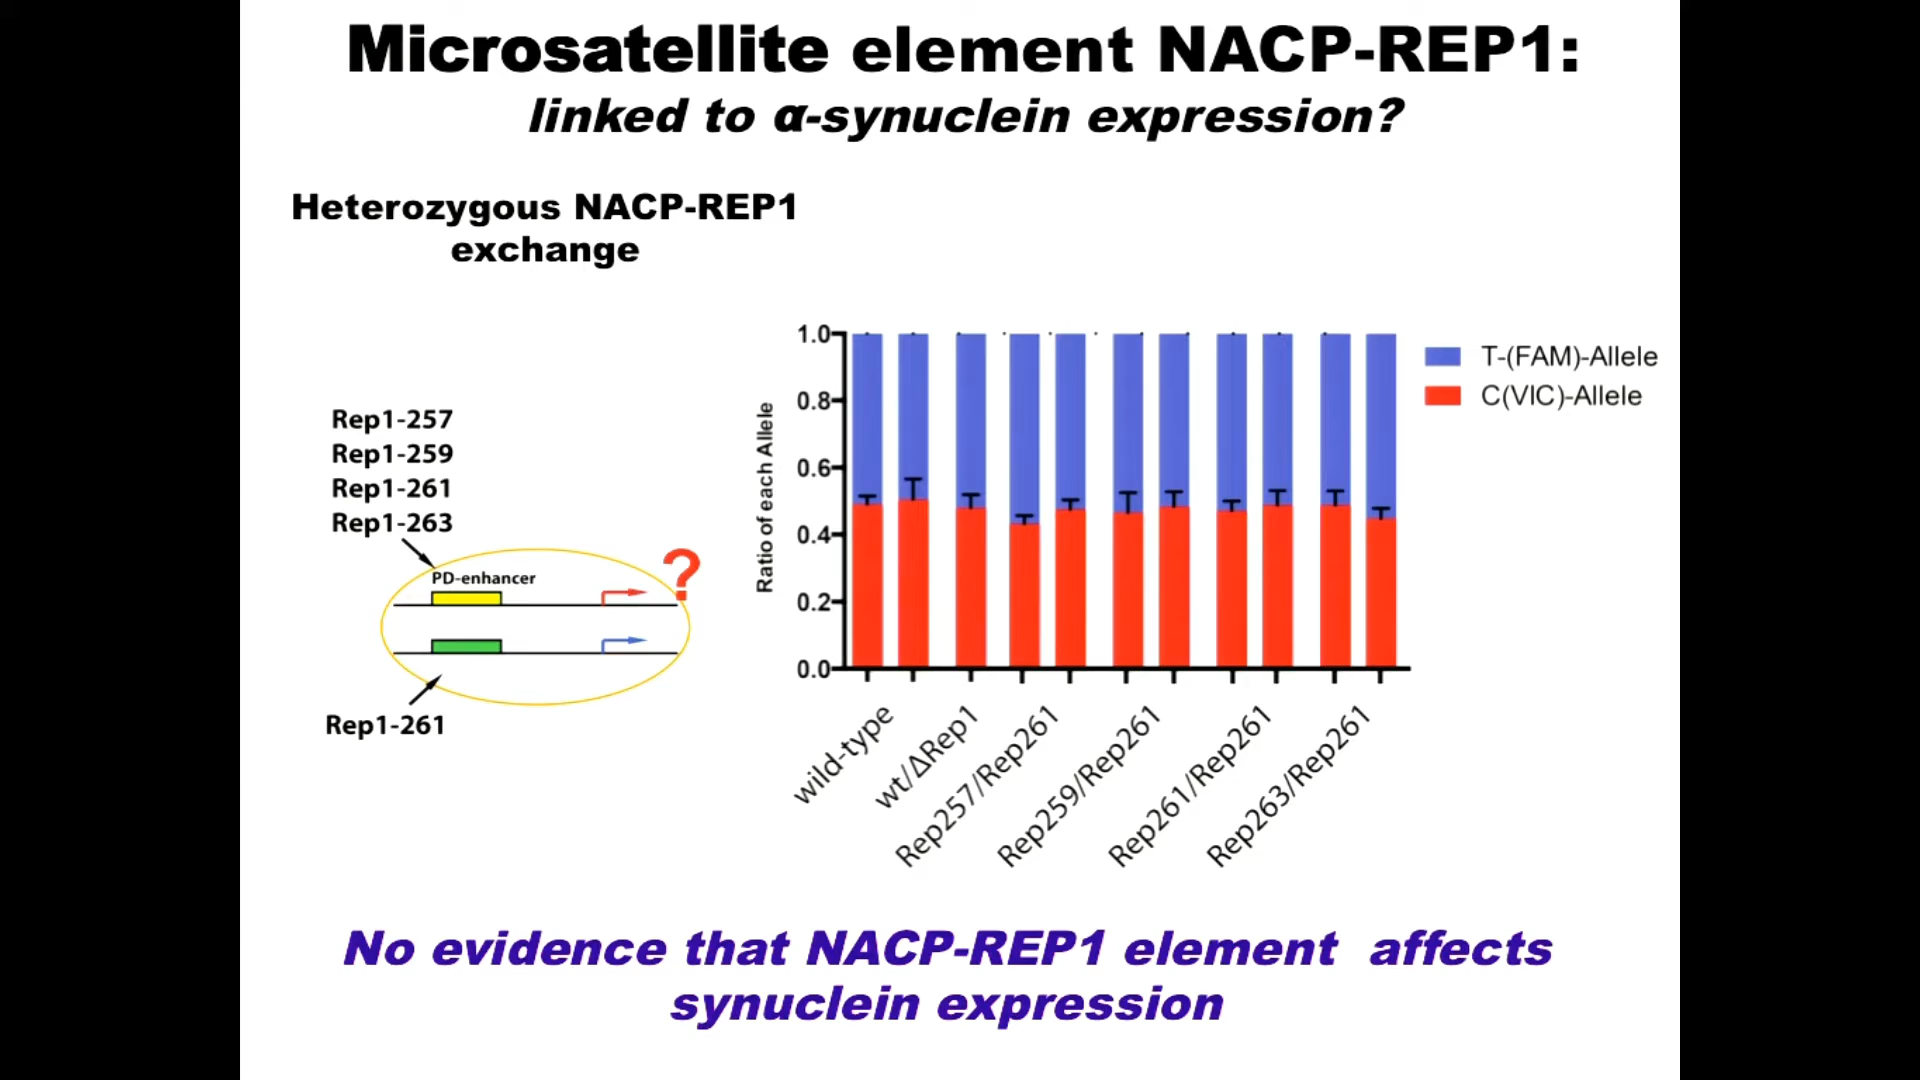 Microsatellite element NACP-REP1:
linked to α-synuclein expression?
Heterozygous NACP-REP1
exchange
Rep1-257
Rep1-259
Rep1-261
Rep1-263
PD-enhancer
?
Rep1-261
Ratio of each Allele
1.0
0.8
0.6
0.4
0.2
0.0
wild-type
wt/ΔRep1
Rep257/Rep261
Rep259/Rep261
Rep261/Rep261
Rep263/Rep261
T-(FAM)-Allele
C(VIC)-Allele
No evidence that NACP-REP1 element affects
synuclein expression